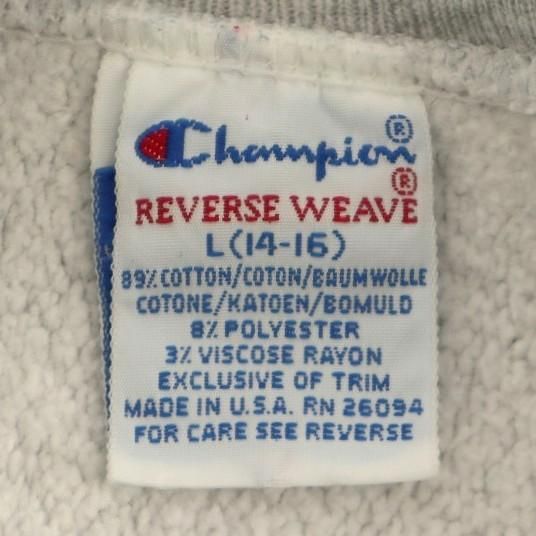 Champion®
REVERSE WEAVE®
L(14-16)
89% COTTON/COTON/BAUMWOLLE
COTONE/KATOEN/BOMULD
8% POLYESTER
3% VISCOSE RAYON
EXCLUSIVE OF TRIM
MADE IN U.S.A. RN 26094
FOR CARE SEE REVERSE